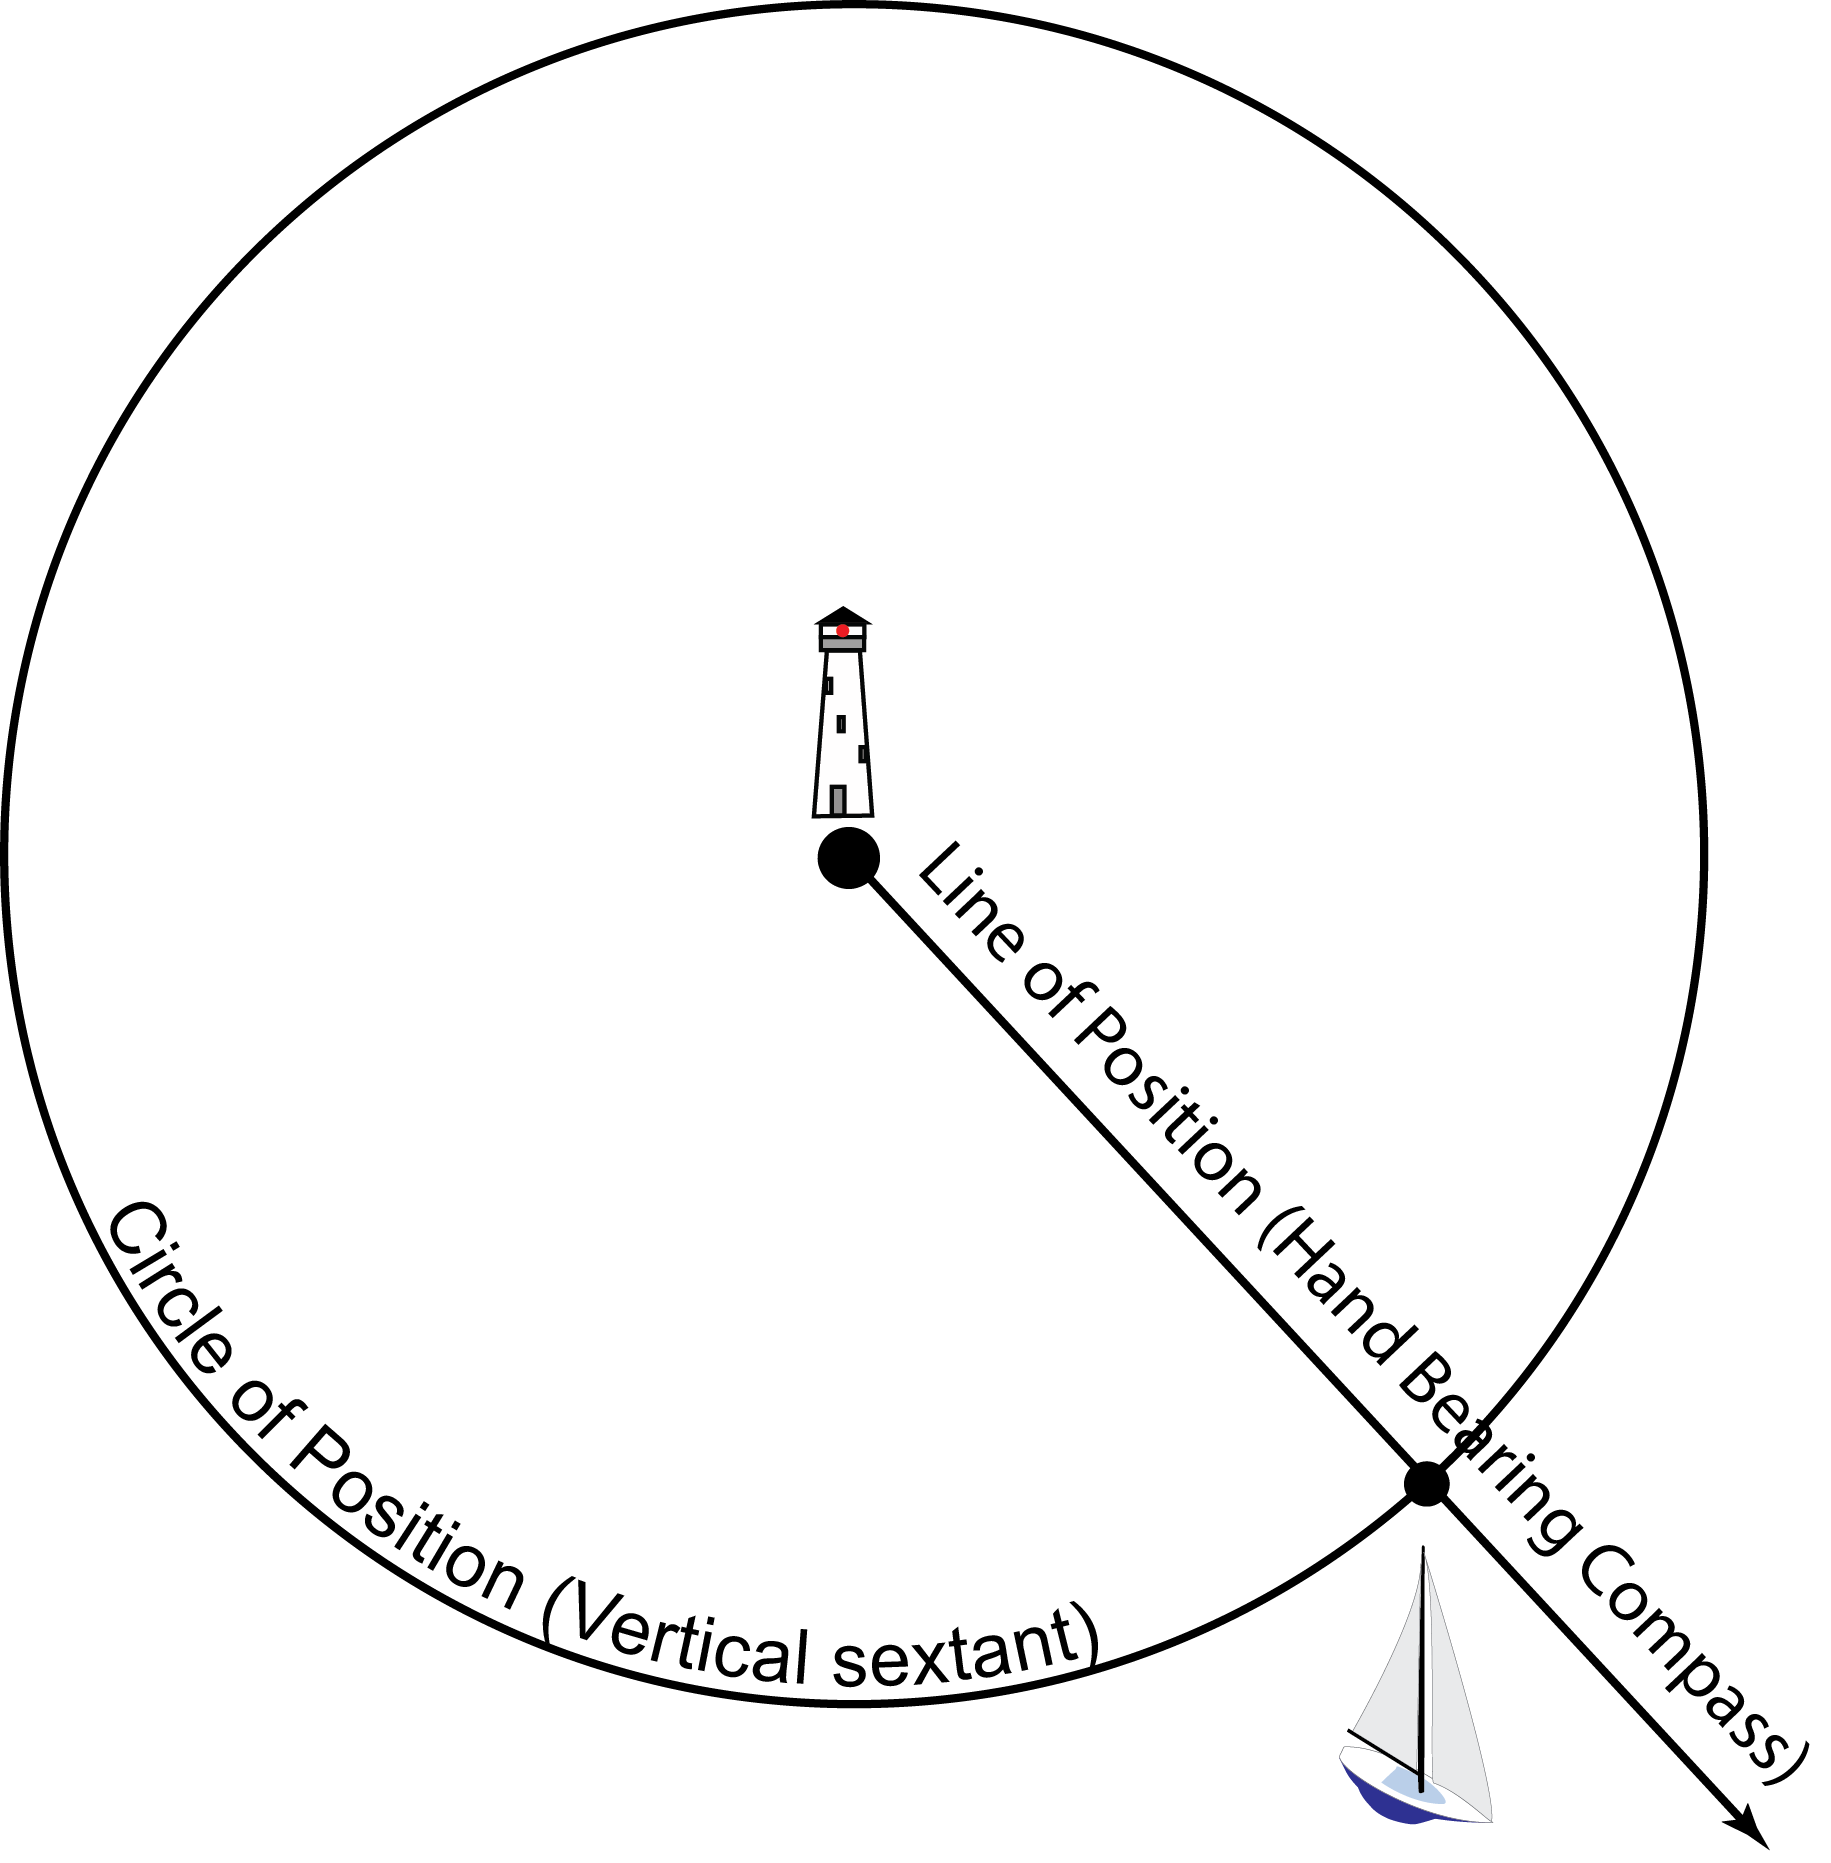 Line of Position (Hand Bearing Compass)
Circle of Position (Vertical sextant)